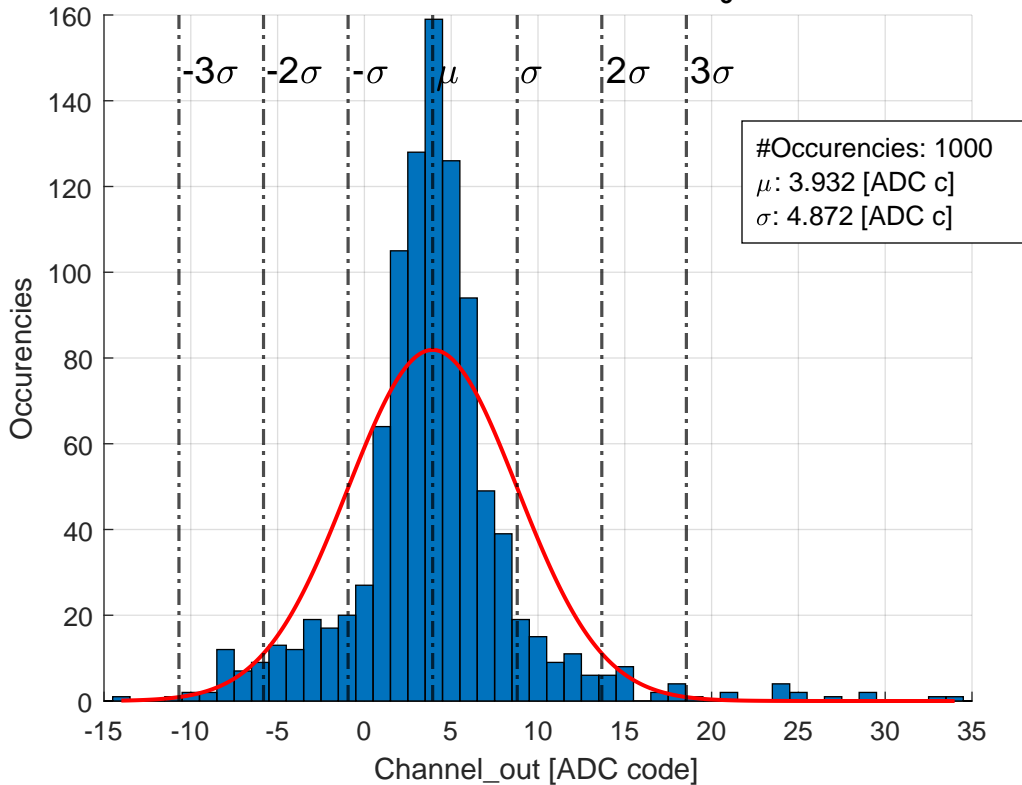 160
140
120
100
80
60
40
20
0
Occurencies
-3σ -2σ -σ μ σ 2σ 3σ
#Occurencies: 1000
μ: 3.932 [ADC c]
σ: 4.872 [ADC c]
-15 -10 -5 0 5 10 15 20 25 30 35
Channel_out [ADC code]